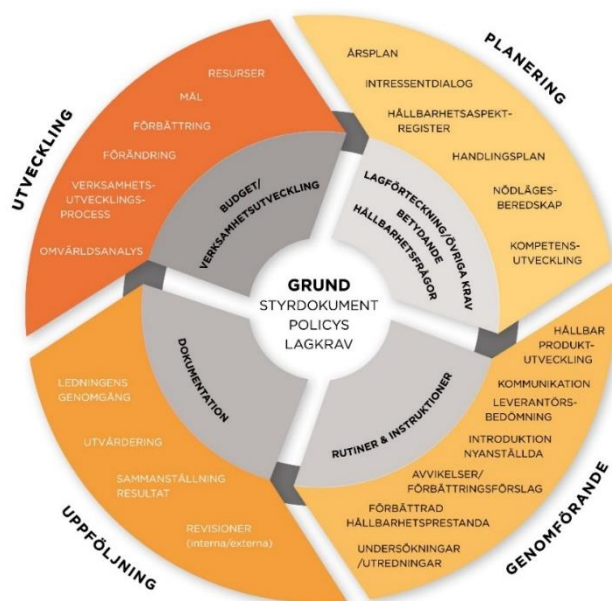 PLANERING
ÅRSPLAN
INTRESSENTDIALOG
HÅLLBARHETSASPEKT-
REGISTER
HANDLINGSPLAN
NÖDLÄGES-
BEREDSKAP
KOMPETENS-
UTVECKLING
LAGFÖRTECKNING/ÖVRIGA KRAV
BETYDANDE
HÅLLBARHETSFRÅGOR
GENOMFÖRANDE
HÅLLBAR
PRODUKT-
UTVECKLING
KOMMUNIKATION
LEVERANTÖRS-
BEDÖMNING
INTRODUKTION
NYANSTÄLLDA
AVVIKELSER/
FÖRBÄTTRINGSFÖRSLAG
FÖRBÄTTRAD
HÅLLBARHETSPRESTANDA
UNDERSÖKNINGAR
/UTREDNINGAR
RUTINER & INSTRUKTIONER
UPPFÖLJNING
LEDNINGENS
GENOMGÅNG
UTVÄRDERING
SAMMANSTÄLLNING
RESULTAT
REVISIONER
(interna/externa)
DOKUMENTATION
UTVECKLING
RESURSER
MÅL
FÖRBÄTTRING
FÖRÄNDRING
VERKSAMHETS-
UTVECKLINGS-
PROCESS
OMVÄRLDSANALYS
BUDGET/
VERKSAMHETSUTVECKLING
GRUND
STYRDOKUMENT
POLICYS
LAGKRAV